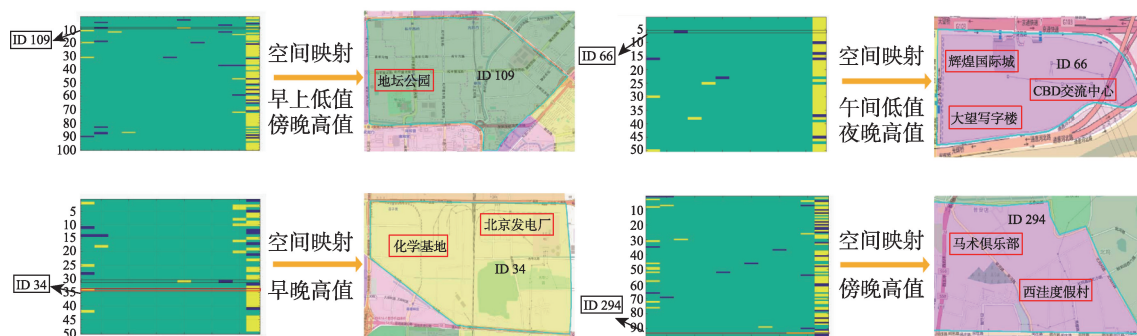 10
20
30
40
50
60
70
80
90
100
ID 109
空间映射
早上低值
傍晚高值
地坛公园
ID 109
5
10
15
20
25
30
35
40
45
50
ID 66
空间映射
午间低值
夜晚高值
辉煌国际城
ID 66
CBD交流中心
大望写字楼
5
10
15
20
25
30
35
40
45
50
ID 34
空间映射
早晚高值
北京发电厂
化学基地
ID 34
10
20
30
40
50
60
70
80
90
ID 294
空间映射
傍晚高值
ID 294
马术俱乐部
西洼度假村